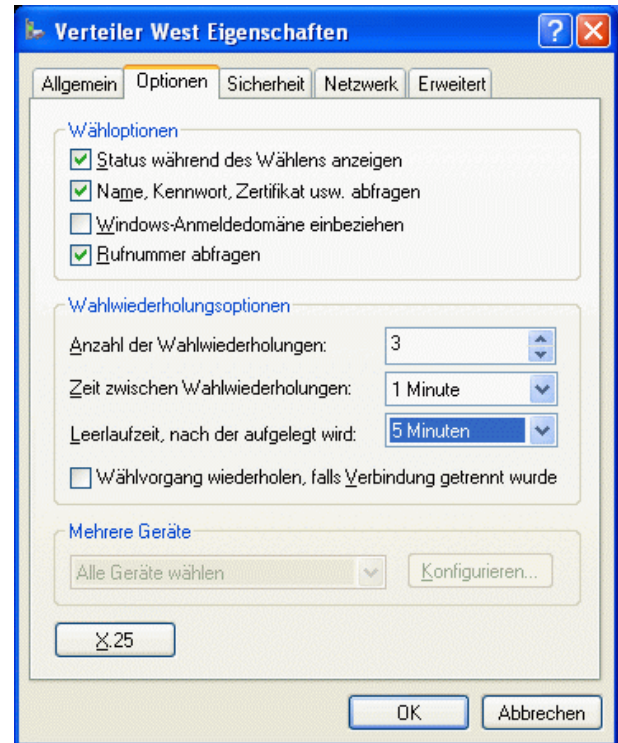 Verteiler West Eigenschaften
Allgemein Optionen Sicherheit Netzwerk Erweitert
Wähloptionen
Status während des Wählens anzeigen
Name, Kennwort, Zertifikat usw. abfragen
Windows-Anmeldedomäne einbeziehen
Rufnummer abfragen
Wahlwiederholungsoptionen
Anzahl der Wahlwiederholungen: 3
Zeit zwischen Wahlwiederholungen: 1 Minute
Leerlaufzeit, nach der aufgelegt wird: 5 Minuten
Wählvorgang wiederholen, falls Verbindung getrennt wurde
Mehrere Geräte
Alle Geräte wählen Konfigurieren...
X.25
OK Abbrechen